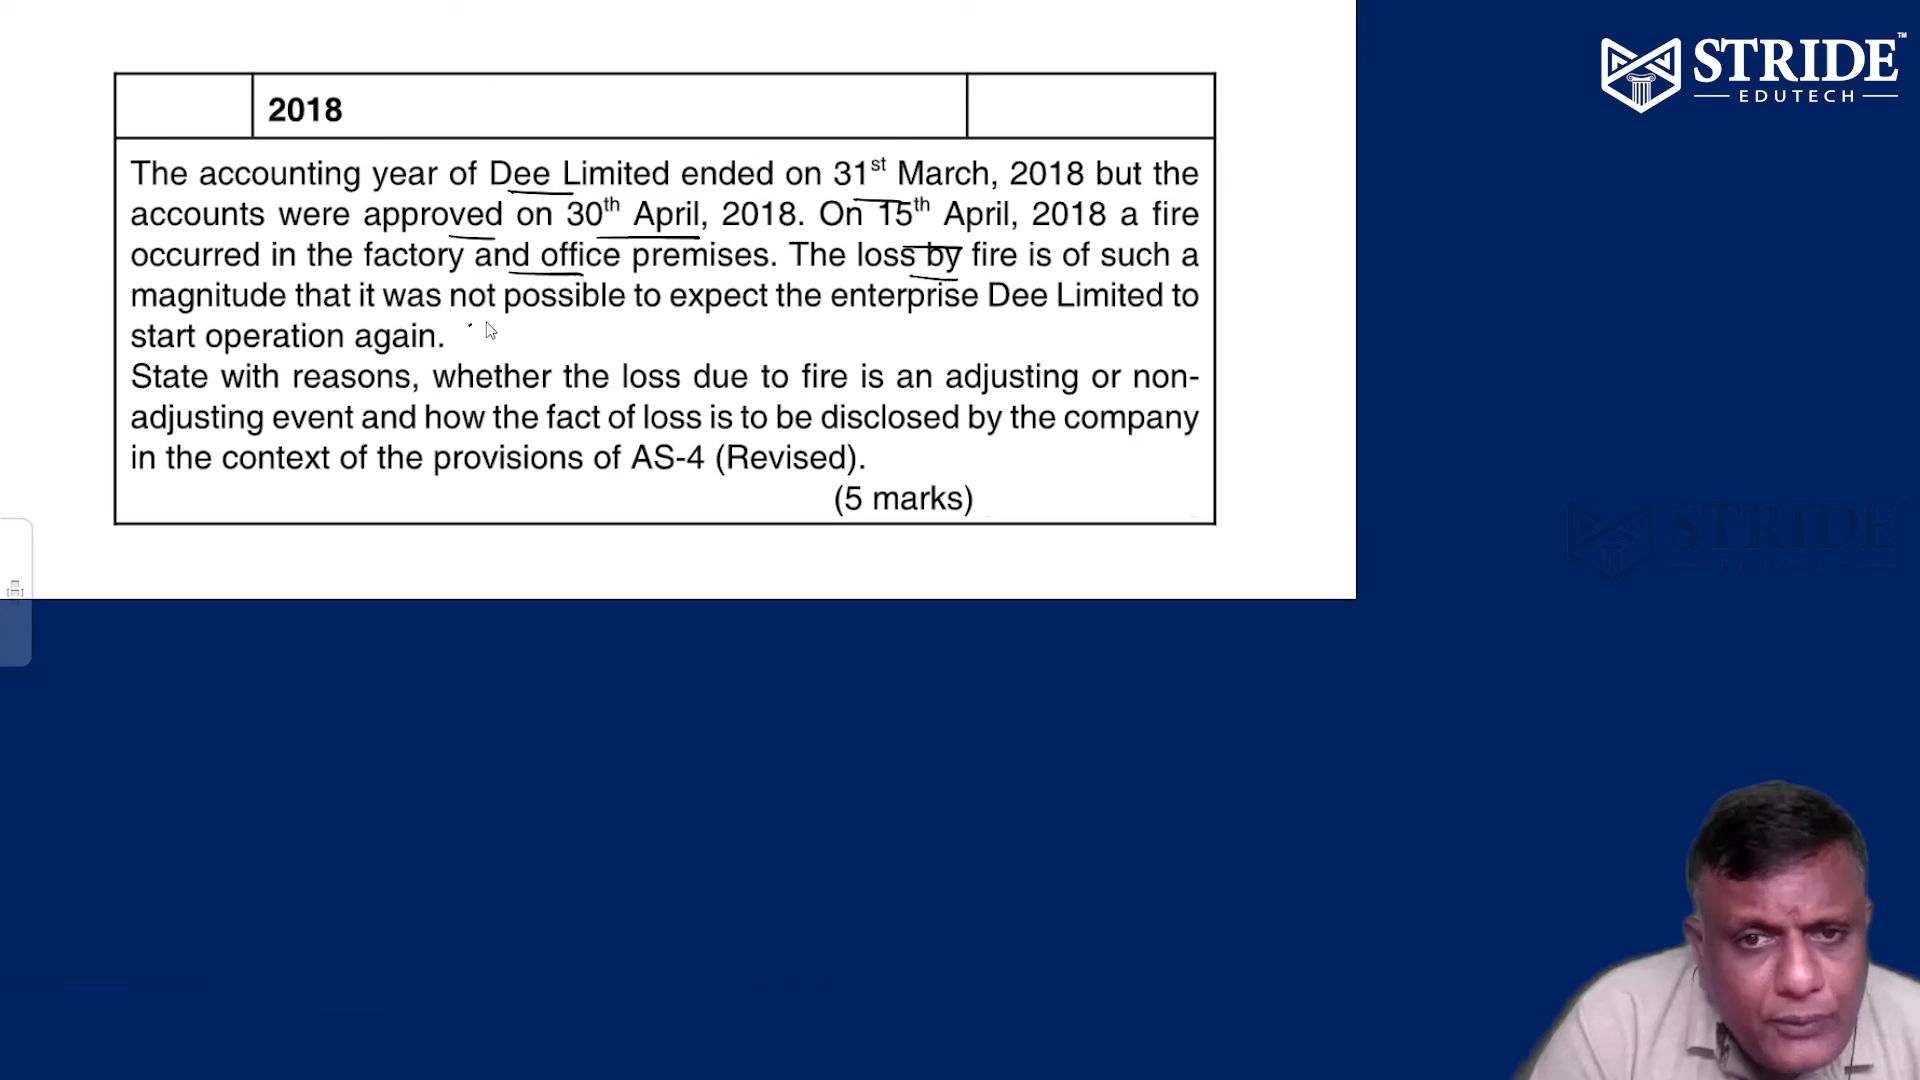 STRIDE™
EDUTECH
2018
The accounting year of Dee Limited ended on 31st March, 2018 but the
accounts were approved on 30th April, 2018. On 15th April, 2018 a fire
occurred in the factory and office premises. The loss by fire is of such a
magnitude that it was not possible to expect the enterprise Dee Limited to
start operation again.
State with reasons, whether the loss due to fire is an adjusting or non-
adjusting event and how the fact of loss is to be disclosed by the company
in the context of the provisions of AS-4 (Revised).
(5 marks)
STRIDE